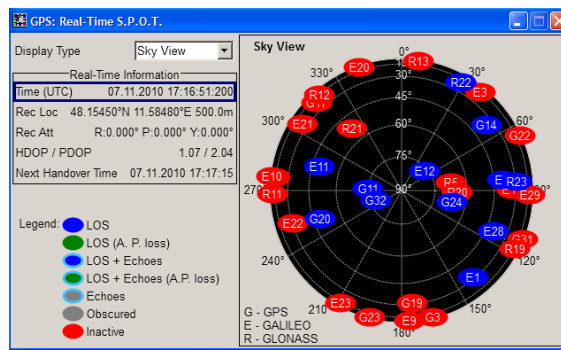 GPS: Real-Time S.P.O.T.
Display Type Sky View
Real-Time Information
Time (UTC) 07.11.2010 17:16:51:200
Rec Loc 48.15450°N 11.58480°E 500.0m
Rec Att R:0.000° P:0.000° Y:0.000°
HDOP / PDOP 1.07 / 2.04
Next Handover Time 07.11.2010 17:17:15
Legend: LOS
LOS (A. P. loss)
LOS + Echoes
LOS + Echoes (A.P. loss)
Echoes
Obscured
Inactive
Sky View
0°
E20 R13
330° 15° 30°
30° R22
R12 E3
45°
300° E21 R21 60° G14 60°
G22
75°
E11 E12
E10 R5 R23
R11 G11 90° R20 E29
G32 G24
E22 G20 E28
G31
R19
240° 120°
E1
E23 G19 150°
210° G23 E9 G3
180°
G - GPS
E - GALILEO
R - GLONASS